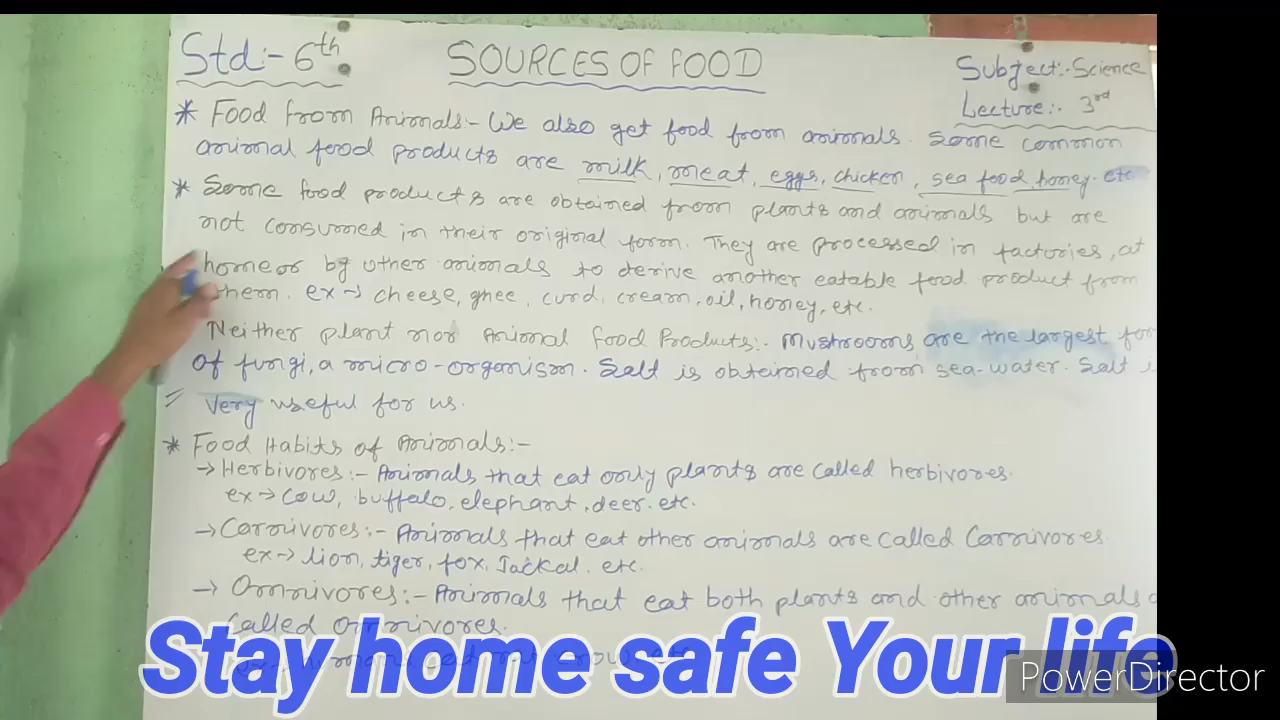 Std:- 6th
SOURCES OF FOOD
Subject:- Science
Lecture:- 3rd
* Food from Animals:- We also get food from animals. Some common
animal food products are milk, meat, eggs, chicken, sea food, honey. etc
* Some food products are obtained from plants and animals but are
not consumed in their original form. They are processed in factories, at
home or by other animals to derive another eatable food product from
them. ex → cheese, ghee, curd, cream, oil, honey, etc.
Neither plant nor Animal food Products:- Mushrooms are the largest
of fungi, a micro-organism. Salt is obtained from sea-water. Salt
very useful for us.
* Food Habits of Animals:-
→ Herbivores:- Animals that eat only plants are called herbivores.
ex → cow, buffalo, elephant, deer. etc.
→ Carnivores:- Animals that eat other animals are called Carnivores.
ex → lion, tiger, fox, Jackal. etc.
→ Omnivores:- Animals that eat both plants and other animals
called omnivores.
Stay home safe Your life
PowerDirector